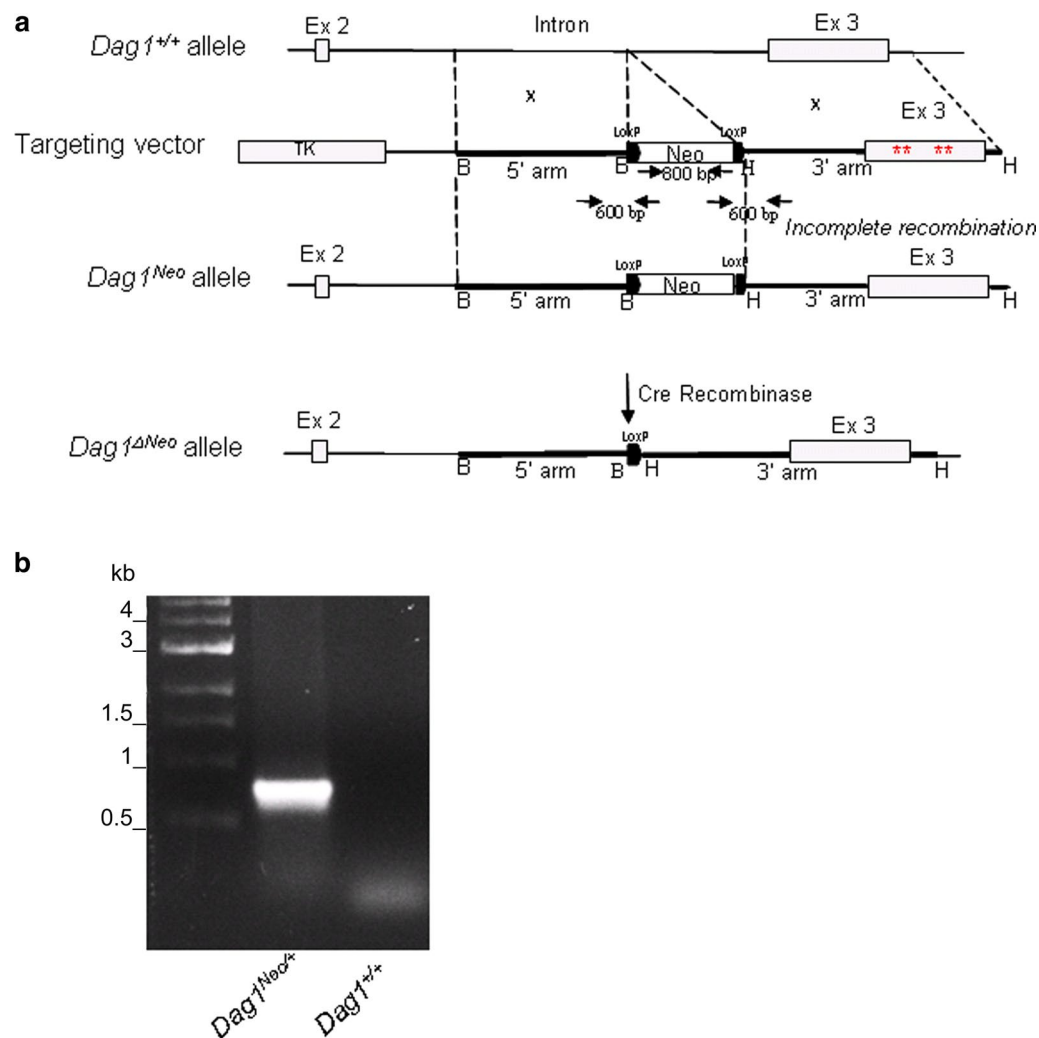 a
Ex 2 Intron Ex 3
Dag1+/+ allele
x x
Ex 3
Targeting vector TK LoxP Neo LoxP ** **
B 5' arm B 800 bp H 3' arm H
600 bp 600 bp
Incomplete recombination
Ex 2 LoxP LoxP Ex 3
Dag1Neo allele Neo
B 5' arm B H 3' arm H
Cre Recombinase
Ex 2 LoxP Ex 3
Dag1ΔNeo allele
B 5' arm B H 3' arm H
b
kb
4
3
1.5
1
0.5
Dag1Neo/+ Dag1+/+